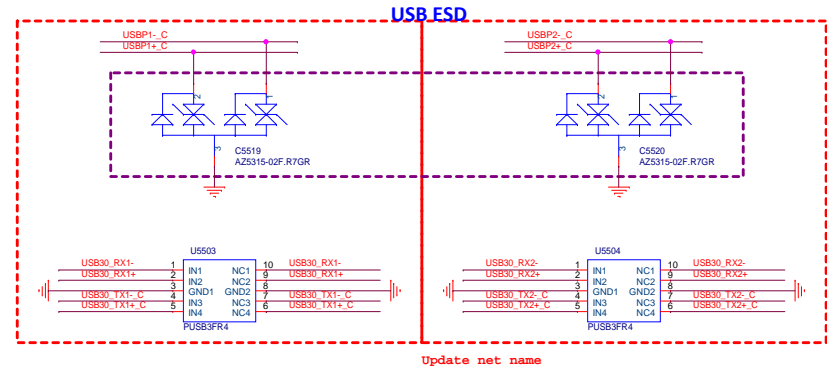 USB ESD
USBP1-_C
USBP1+_C
USBP2-_C
USBP2+_C
2
1
3
C5519
AZ5315-02F.R7GR
2
1
3
C5520
AZ5315-02F.R7GR
U5503
USB30_RX1- 1 IN1 NC1 10 USB30_RX1-
USB30_RX1+ 2 IN2 NC2 9 USB30_RX1+
3 GND1 GND2 8
USB30_TX1-_C 4 IN3 NC3 7 USB30_TX1-_C
USB30_TX1+_C 5 IN4 NC4 6 USB30_TX1+_C
PUSB3FR4
U5504
USB30_RX2- 1 IN1 NC1 10 USB30_RX2-
USB30_RX2+ 2 IN2 NC2 9 USB30_RX2+
3 GND1 GND2 8
USB30_TX2-_C 4 IN3 NC3 7 USB30_TX2-_C
USB30_TX2+_C 5 IN4 NC4 6 USB30_TX2+_C
PUSB3FR4
Update net name